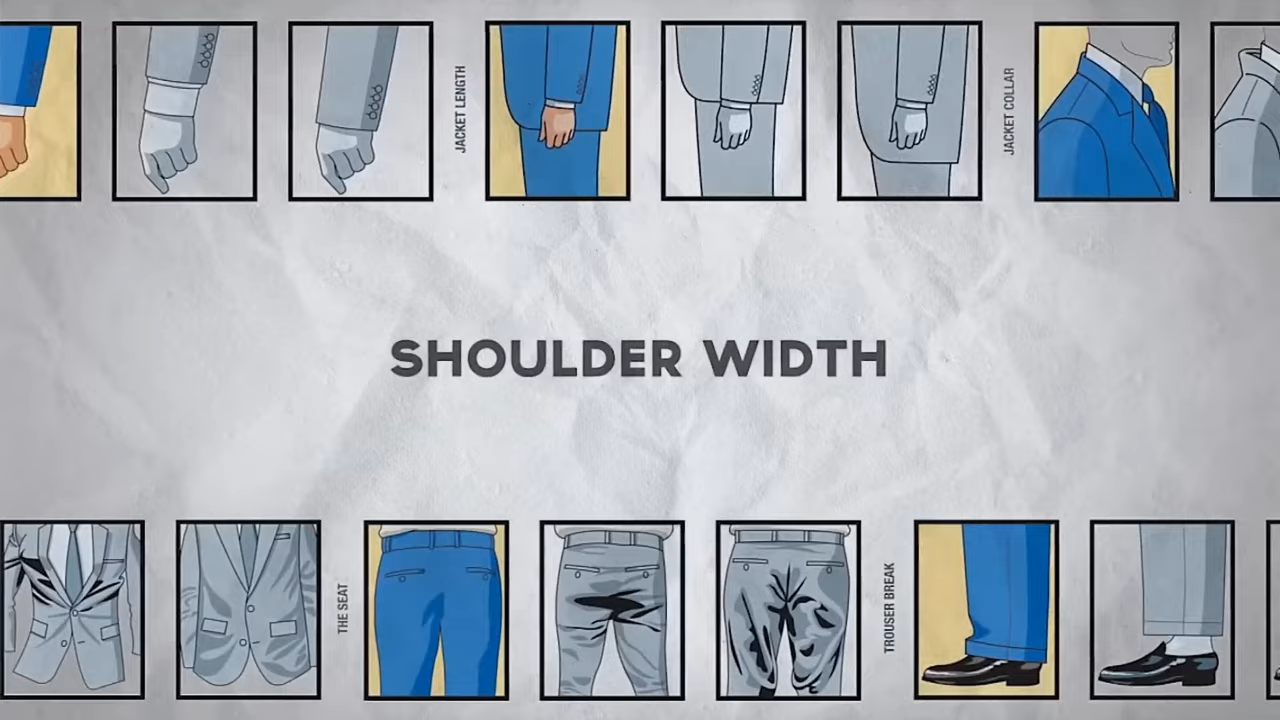 JACKET LENGTH
JACKET COLLAR
SHOULDER WIDTH
THE SEAT
TROUSER BREAK